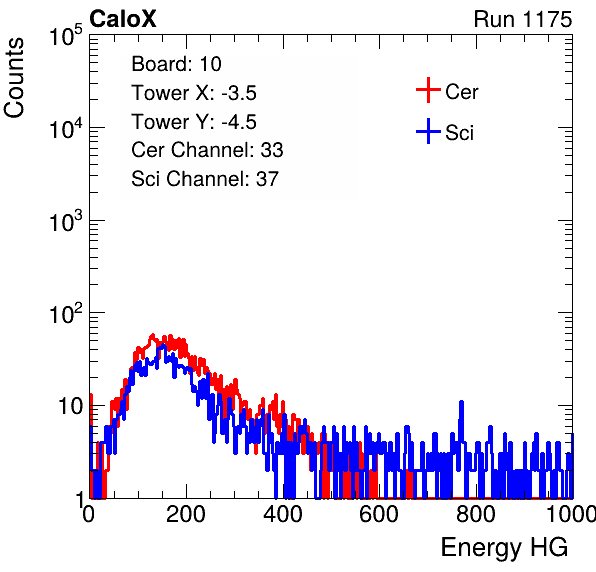 CaloX Run 1175
Counts
10^5
10^4
10^3
10^2
10
1
Board: 10
Tower X: -3.5
Tower Y: -4.5
Cer Channel: 33
Sci Channel: 37
Cer
Sci
0 200 400 600 800 1000
Energy HG